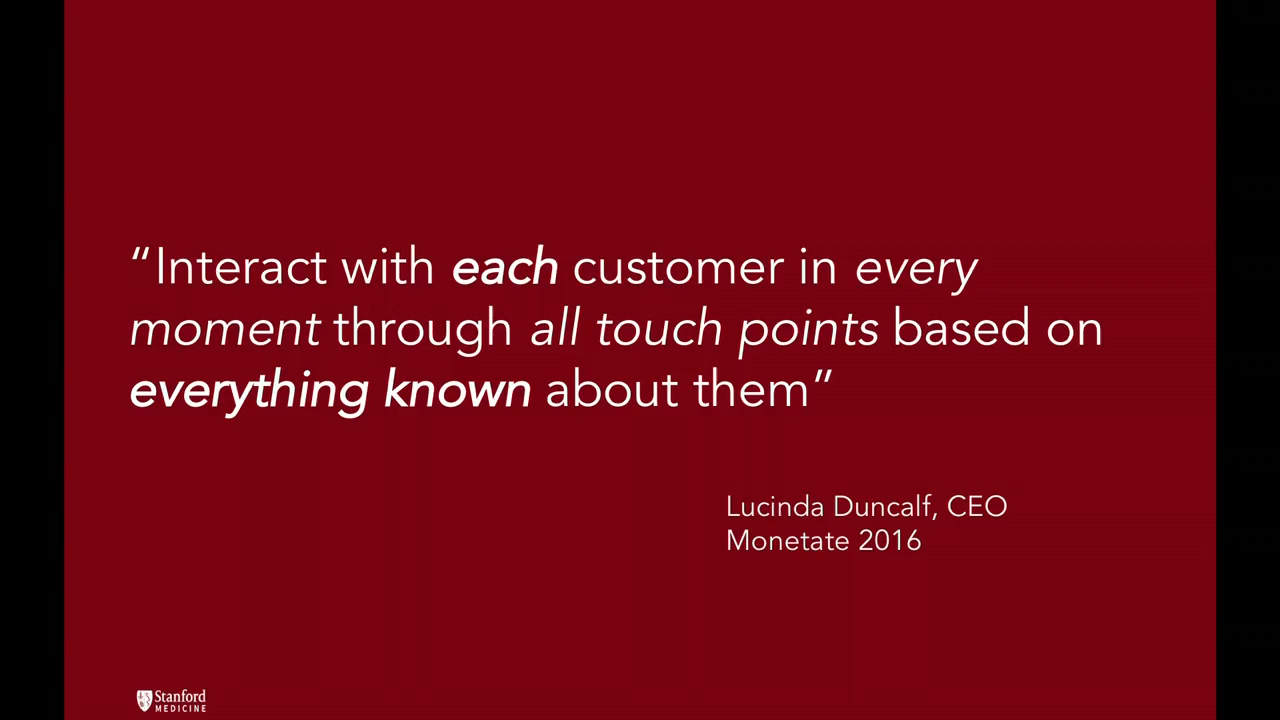 “Interact with each customer in every
moment through all touch points based on
everything known about them”
Lucinda Duncalf, CEO
Monetate 2016
Stanford
MEDICINE